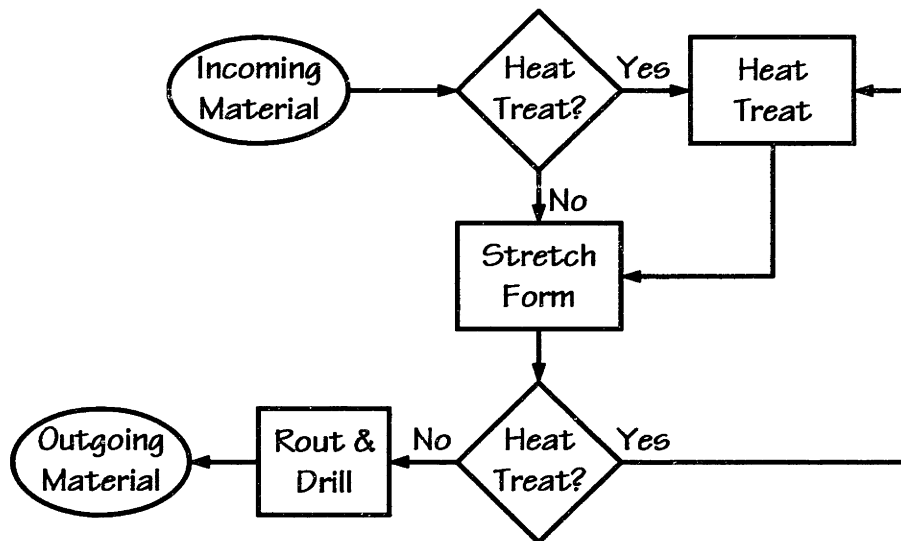 Incoming
Material
Heat
Treat?
Yes
Heat
Treat
No
Stretch
Form
Outgoing
Material
Rout &
Drill
No
Heat
Treat?
Yes